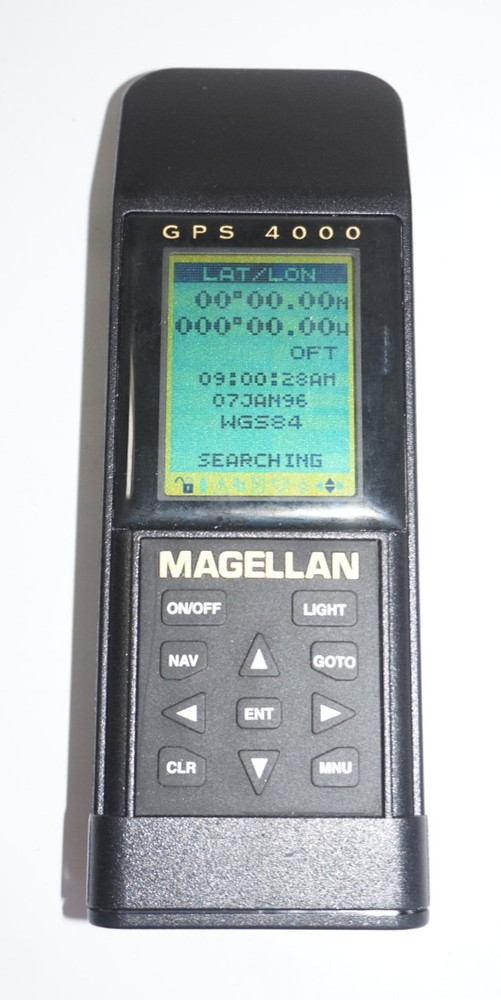 GPS 4000
LAT/LON
00°00.00N
000°00.00W
0FT
09:00:28AM
07JAN96
WGS84
SEARCHING
MAGELLAN
ON/OFF LIGHT
NAV GOTO
ENT
CLR MNU